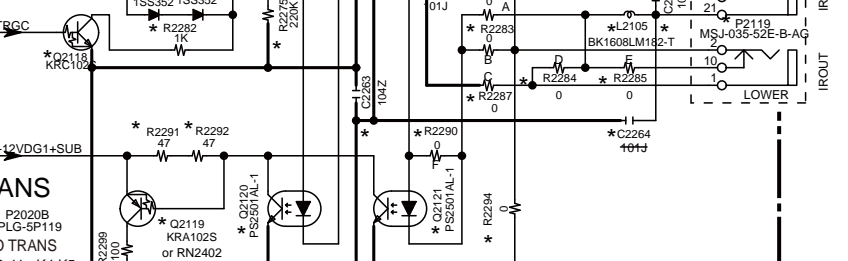 1SS352 1SS352
TRGC
* R2282
1K
* Q2118
KRC102S
R2275
220K
*
101J
A
* R2283
0
B
C
* R2287
0
D
* R2284
0
E
* R2285
0
L2105
* *
BK1608LM182-T
21
* P2119
MSJ-035-52E-B-AG
2
10
1
LOWER
IROUT
C2263
104Z
*
* C2264
101J
-12VDG1+SUB
* R2291
47
* R2292
47
* R2290
0
F
ANS
P2020B
PLG-5P119
O TRANS
R2299
100
* Q2119
KRA102S
or RN2402
* Q2120
PS2501AL-1
* Q2121
PS2501AL-1
* R2294
0